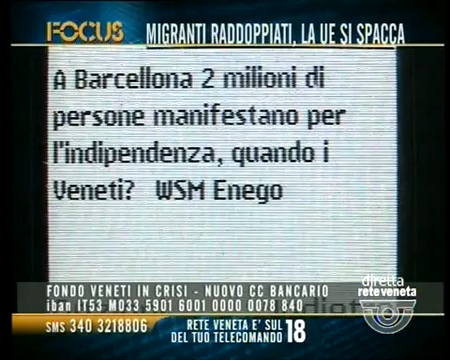 FOCUS
MIGRANTI RADDOPPIATI, LA UE SI SPACCA
A Barcellona 2 milioni di
persone manifestano per
l'indipendenza, quando i
Veneti? WSM Enego
diretta
reteveneta
FONDO VENETI IN CRISI - NUOVO CC BANCARIO
iban IT53 M033 5901 6001 0000 0078 840
SMS 340 3218806
RETE VENETA E' SUL
DEL TUO TELECOMANDO 18